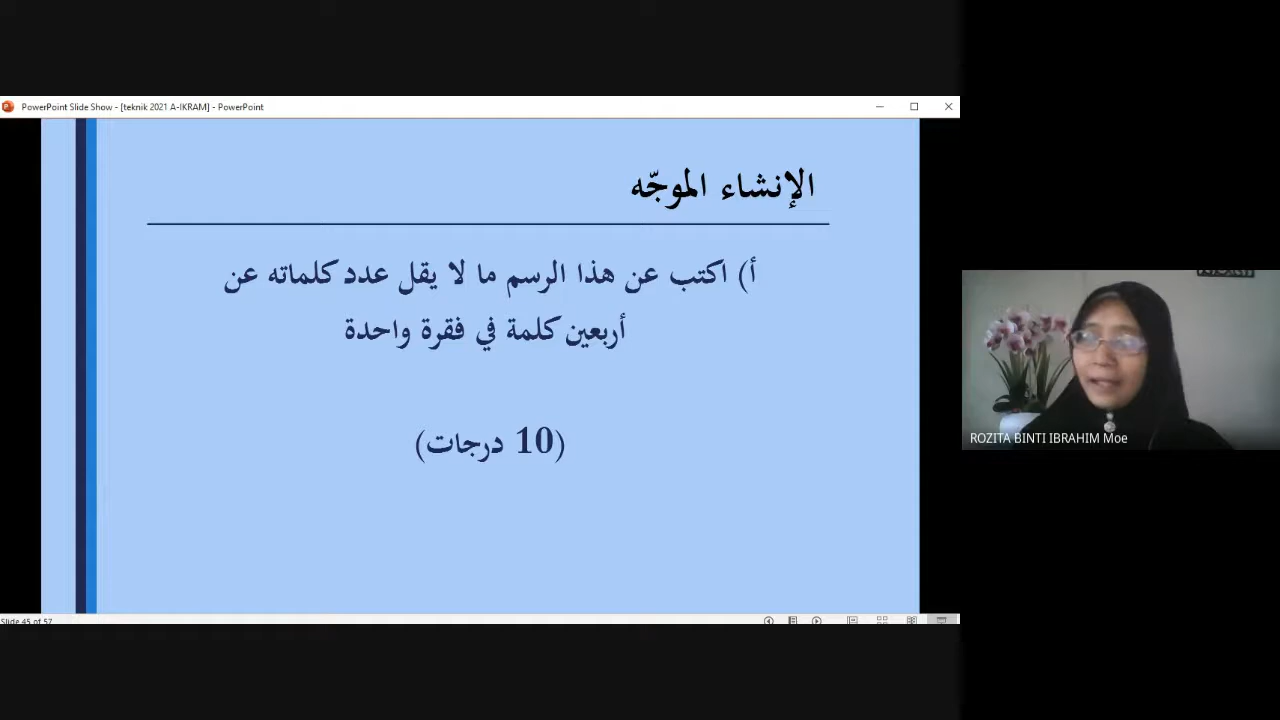 PowerPoint Slide Show - [teknik 2021 A-IKRAM] - PowerPoint
الإنشاء الموجّه
أ) اكتب عن هذا الرسم ما لا يقل عدد كلماته عن
أربعين كلمة في فقرة واحدة
(10 درجات)
Slide 45 of 57
ROZITA BINTI IBRAHIM Moe